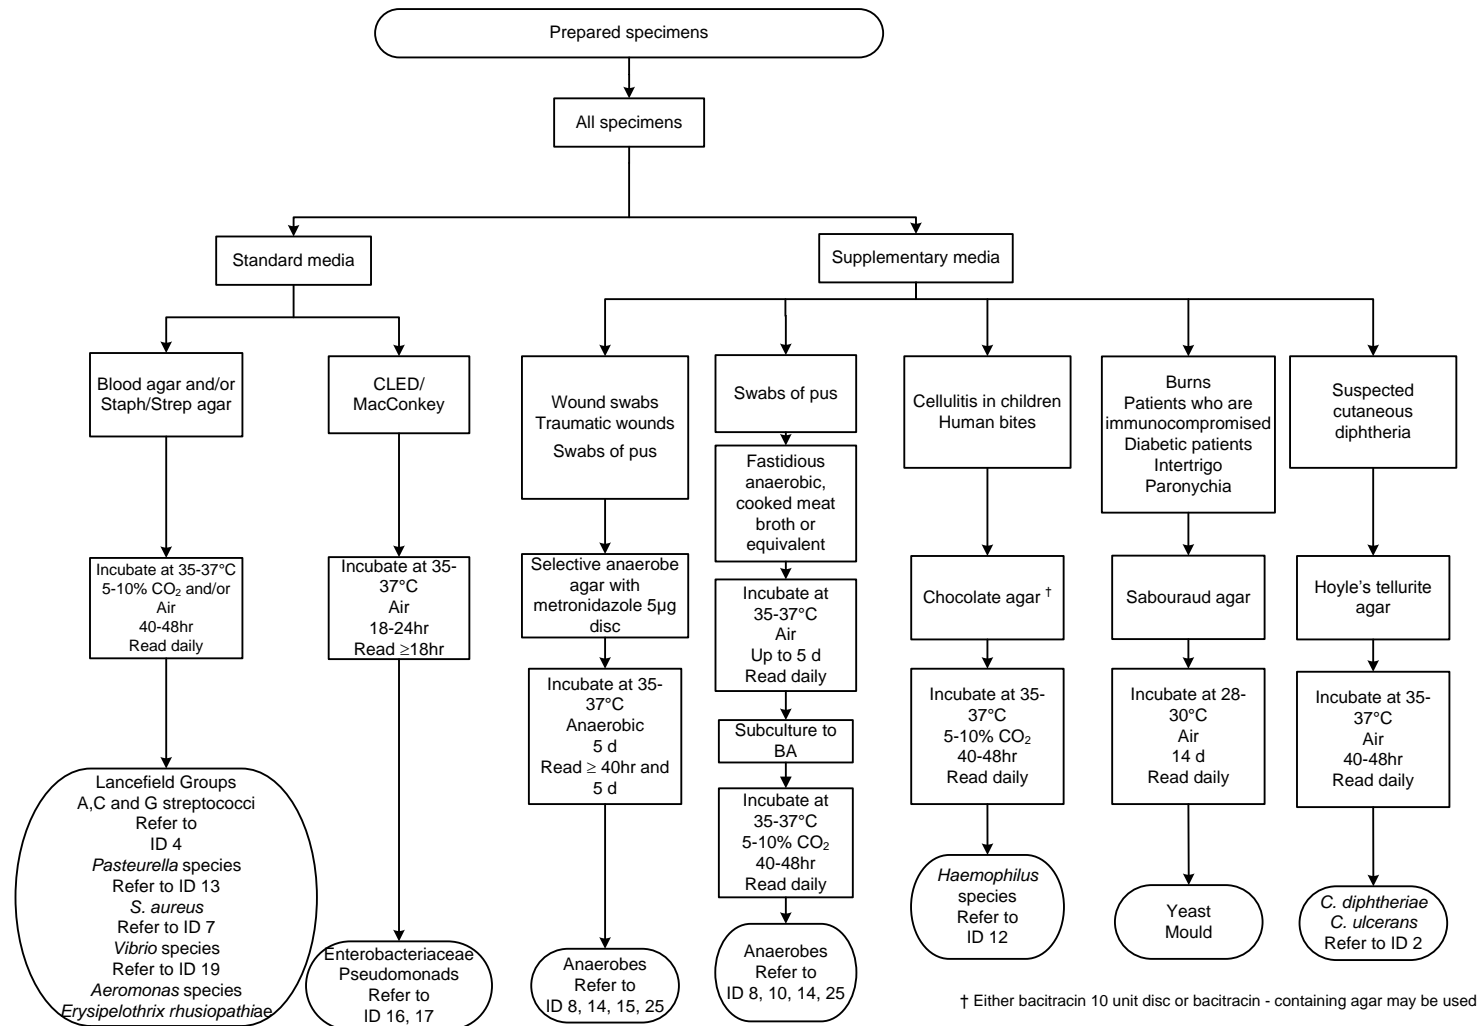 Prepared specimens
All specimens
Standard media
Supplementary media
Blood agar and/or
Staph/Strep agar
CLED/
MacConkey
Wound swabs
Traumatic wounds
Swabs of pus
Swabs of pus
Cellulitis in children
Human bites
Burns
Patients who are
immunocompromised
Diabetic patients
Intertrigo
Paronychia
Suspected
cutaneous
diphtheria
Fastidious
anaerobic,
cooked meat
broth or
equivalent
Incubate at 35-37°C
5-10% CO₂ and/or
Air
40-48hr
Read daily
Incubate at 35-
37°C
Air
18-24hr
Read ≥18hr
Selective anaerobe
agar with
metronidazole 5µg
disc
Incubate at
35-37°C
Air
Up to 5 d
Read daily
Chocolate agar †
Sabouraud agar
Hoyle's tellurite
agar
Incubate at 35-
37°C
Anaerobic
5 d
Read ≥ 40hr and
5 d
Subculture to
BA
Incubate at 35-
37°C
5-10% CO₂
40-48hr
Read daily
Incubate at 28-
30°C
Air
14 d
Read daily
Incubate at 35-
37°C
Air
40-48hr
Read daily
Incubate at
35-37°C
5-10% CO₂
40-48hr
Read daily
Lancefield Groups
A,C and G streptococci
Refer to
ID 4
Pasteurella species
Refer to ID 13
S. aureus
Refer to ID 7
Vibrio species
Refer to ID 19
Aeromonas species
Erysipelothrix rhusiopathiae
Enterobacteriaceae
Pseudomonads
Refer to
ID 16, 17
Anaerobes
Refer to
ID 8, 14, 15, 25
Anaerobes
Refer to
ID 8, 10, 14, 25
Haemophilus
species
Refer to
ID 12
Yeast
Mould
C. diphtheriae
C. ulcerans
Refer to ID 2
† Either bacitracin 10 unit disc or bacitracin - containing agar may be used